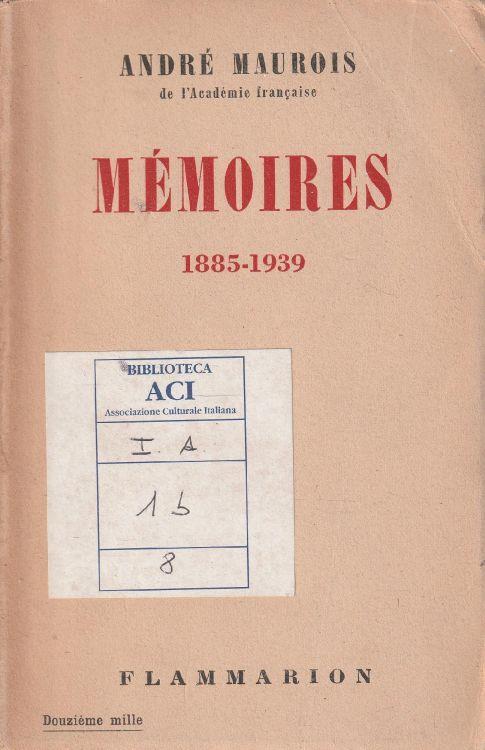 ANDRÉ MAUROIS
de l'Académie française
MÉMOIRES
1885-1939
BIBLIOTECA
ACI
Associazione Culturale Italiana
I. A.
1 b
8
FLAMMARION
Douzième mille